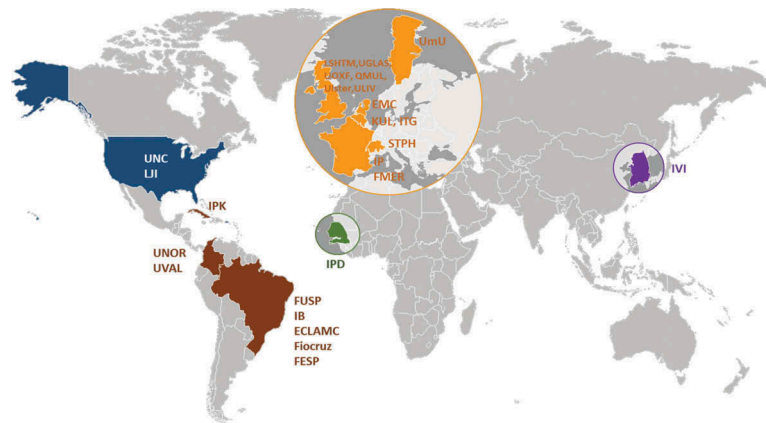 UmU
LSHTM,UGLAS,
UOXF, QMUL,
Ulster,ULIV
EMC
KUL, ITG
STPH
IP
FMER
UNC
LJI
IVI
IPK
IPD
UNOR
UVAL
FUSP
IB
ECLAMC
Fiocruz
FESP